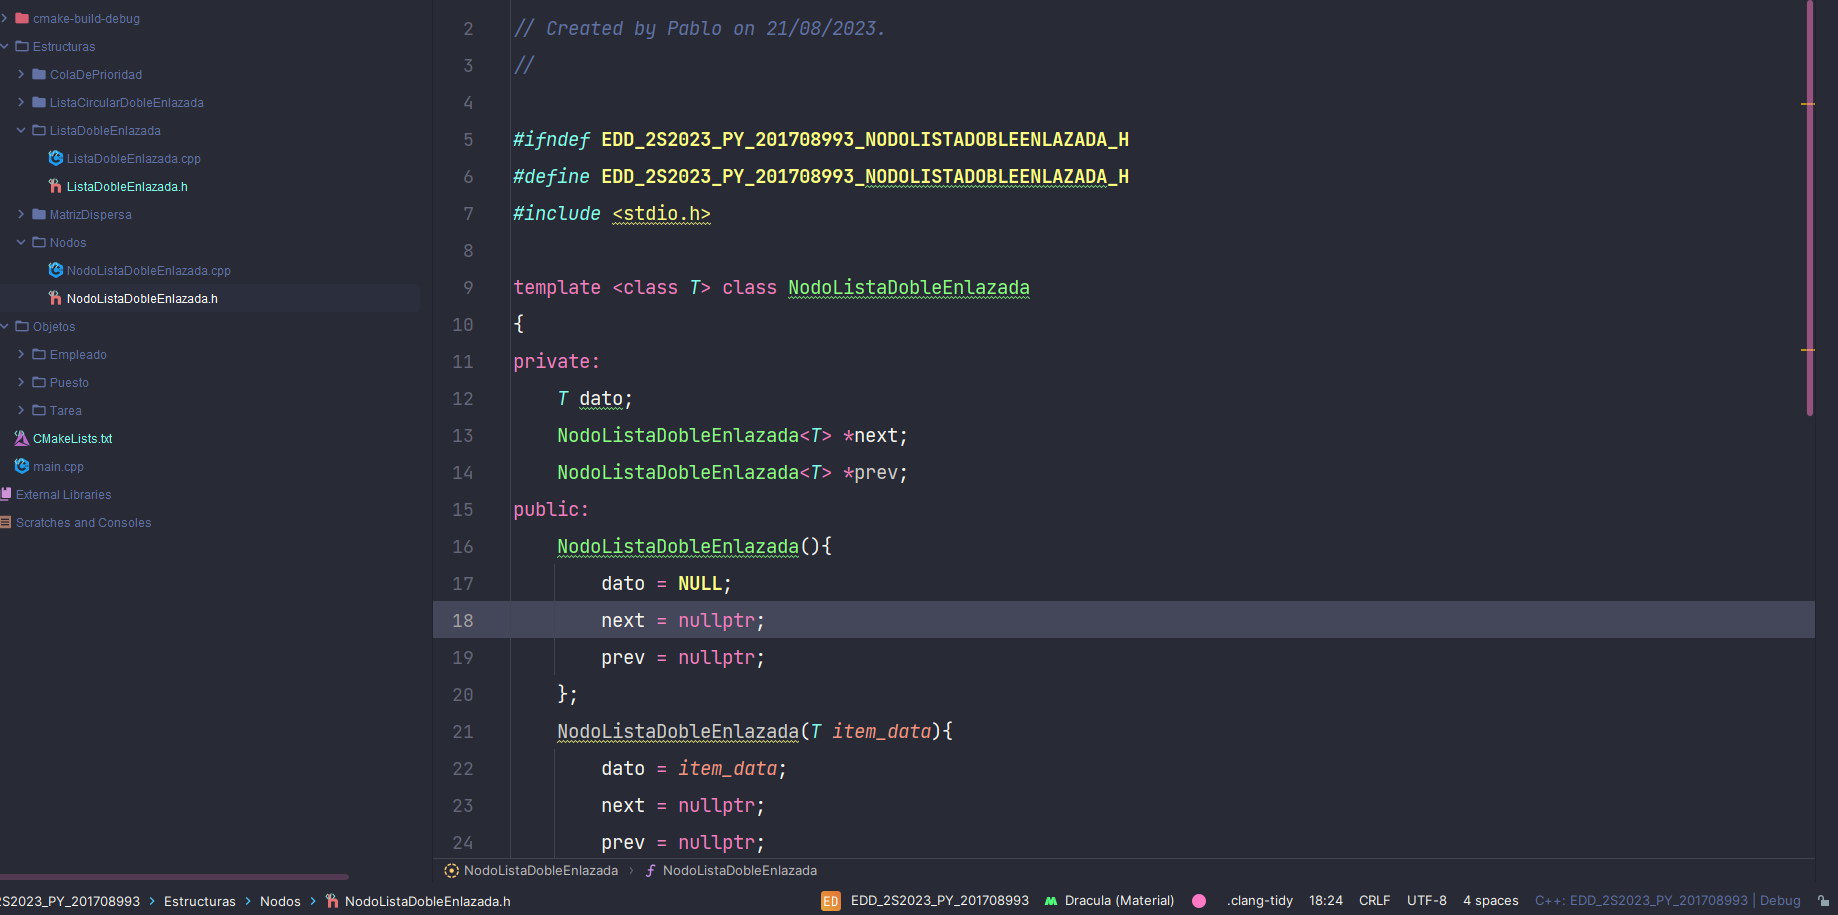 cmake-build-debug
Estructuras
ColaDePrioridad
ListaCircularDobleEnlazada
ListaDobleEnlazada
ListaDobleEnlazada.cpp
ListaDobleEnlazada.h
MatrizDispersa
Nodos
NodoListaDobleEnlazada.cpp
NodoListaDobleEnlazada.h
Objetos
Empleado
Puesto
Tarea
CMakeLists.txt
main.cpp
External Libraries
Scratches and Consoles
2 // Created by Pablo on 21/08/2023.
3 //
4
5 #ifndef EDD_2S2023_PY_201708993_NODOLISTADOBLEENLAZADA_H
6 #define EDD_2S2023_PY_201708993_NODOLISTADOBLEENLAZADA_H
7 #include <stdio.h>
8
9 template <class T> class NodoListaDobleEnlazada
10 {
11 private:
12 T dato;
13 NodoListaDobleEnlazada<T> *next;
14 NodoListaDobleEnlazada<T> *prev;
15 public:
16 NodoListaDobleEnlazada(){
17 dato = NULL;
18 next = nullptr;
19 prev = nullptr;
20 };
21 NodoListaDobleEnlazada(T item_data){
22 dato = item_data;
23 next = nullptr;
24 prev = nullptr;
NodoListaDobleEnlazada › NodoListaDobleEnlazada
2S2023_PY_201708993 > Estructuras > Nodos > NodoListaDobleEnlazada.h ED EDD_2S2023_PY_201708993 Dracula (Material) .clang-tidy 18:24 CRLF UTF-8 4 spaces C++: EDD_2S2023_PY_201708993 | Debug